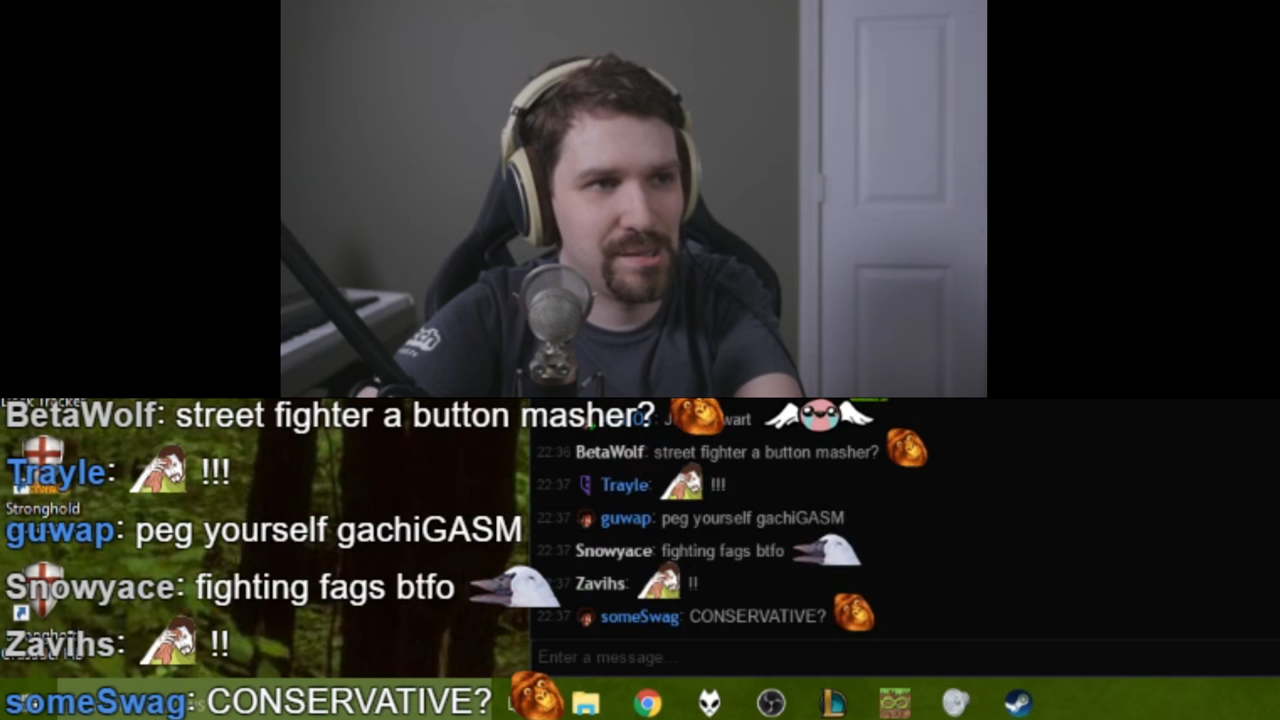 BetaWolf: street fighter a button masher?
Trayle: !!!
Stronghold
guwap: peg yourself gachiGASM
Snowyace: fighting fags btfo
Zavihs: !!
someSwag: CONSERVATIVE?
wart
22:36 BetaWolf: street fighter a button masher?
22:37 Trayle: !!!
22:37 guwap: peg yourself gachiGASM
22:37 Snowyace: fighting fags btfo
Zavihs: !!
22:37 someSwag: CONSERVATIVE?
Enter a message...